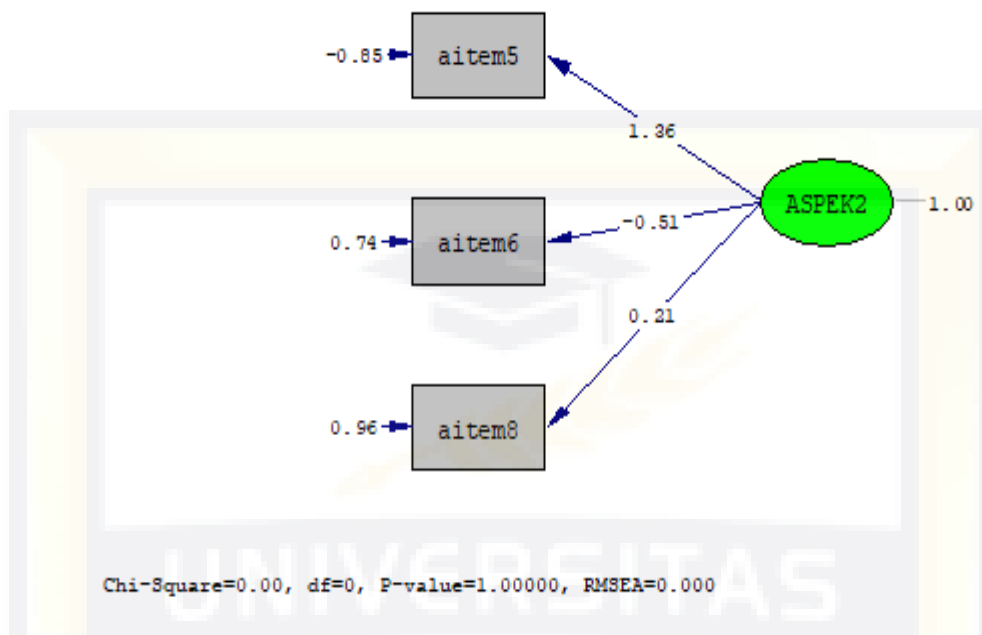 -0.85 aitem5
1.36
ASPEK2 1.00
-0.51
0.74 aitem6
0.21
0.96 aitem8
Chi-Square=0.00, df=0, P-value=1.00000, RMSEA=0.000
UNIVERSITAS